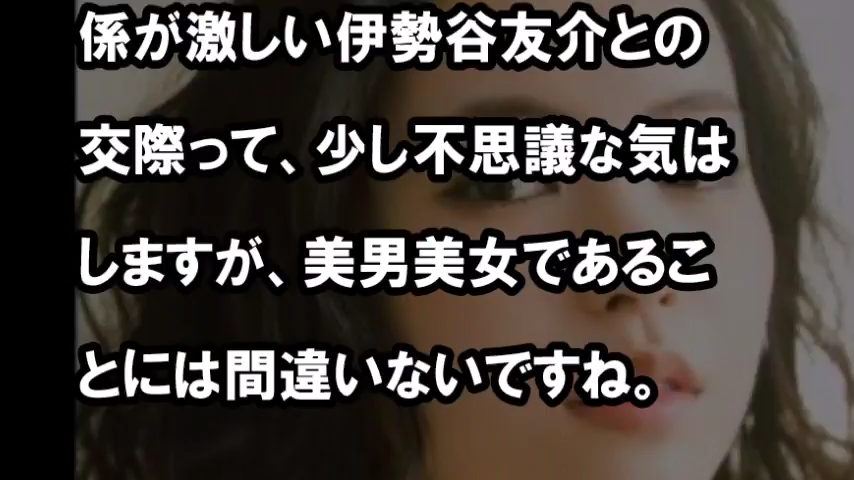 係が激しい伊勢谷友介との
交際って、少し不思議な気は
しますが、美男美女であるこ
とには間違いないですね。